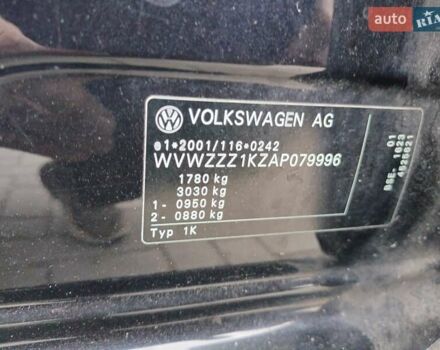 auto RIA
VOLKSWAGEN AG
e1*2001/116*0242
WVWZZZ1KZAP079996
1780 kg
3030 kg
1- 0950 kg
2- 0880 kg
Typ 1K
01